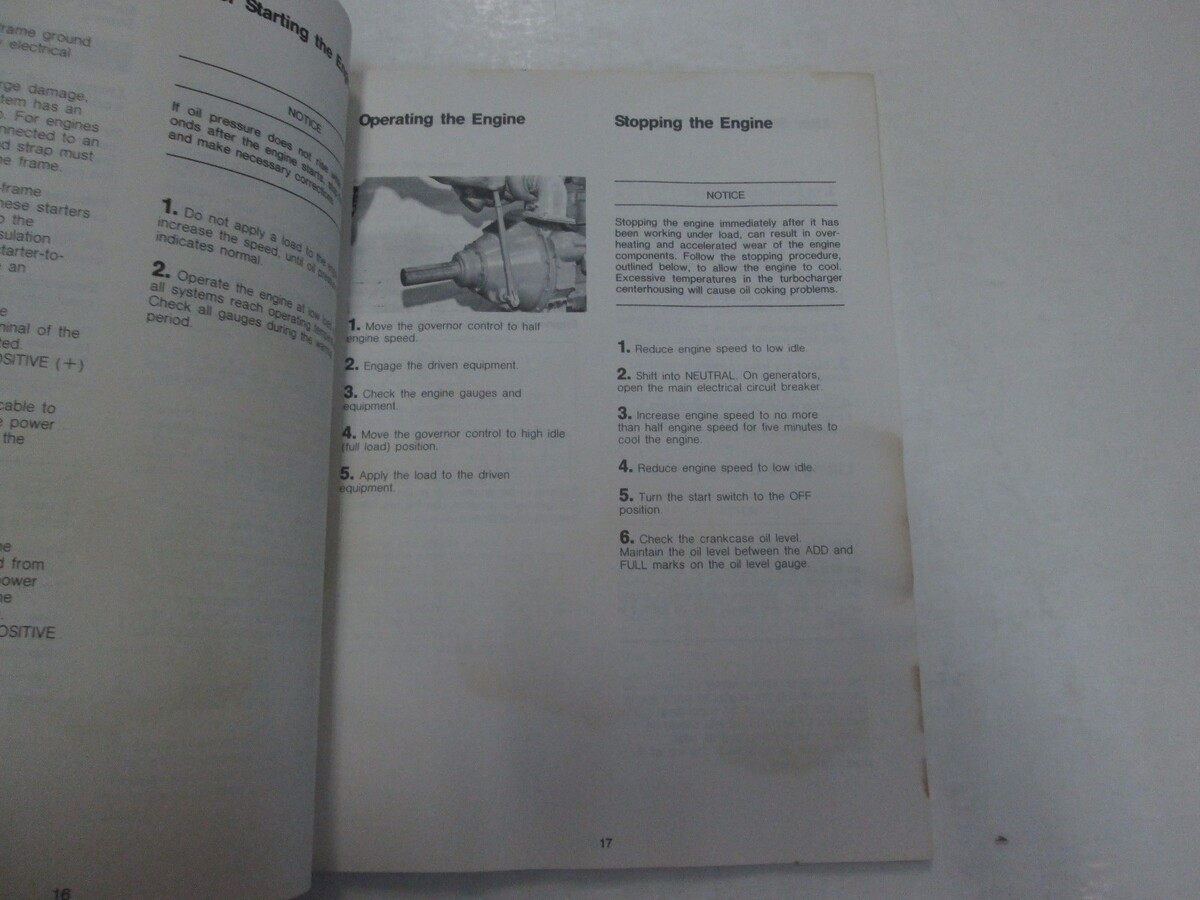 frame ground
electrical
damage,
has an
For engines
to an
strap must
frame.
frame
these starters
the
starter-to-
an
of the
(+)
cable to
power
the
from
power
16
Starting the
NOTICE
If oil pressure does not rise
onds after the engine starts,
and make necessary corrections.
1. Do not apply a load to the
increase the speed, until oil
indicates normal.
2. Operate the engine at low
all systems reach operating
Check all gauges during the
period.
Operating the Engine
1. Move the governor control to half
engine speed.
2. Engage the driven equipment.
3. Check the engine gauges and
equipment.
4. Move the governor control to high idle
(full load) position.
5. Apply the load to the driven
equipment.
Stopping the Engine
NOTICE
Stopping the engine immediately after it has
been working under load, can result in over-
heating and accelerated wear of the engine
components. Follow the stopping procedure,
outlined below, to allow the engine to cool.
Excessive temperatures in the turbocharger
centerhousing will cause oil coking problems.
1. Reduce engine speed to low idle.
2. Shift into NEUTRAL. On generators,
open the main electrical circuit breaker.
3. Increase engine speed to no more
than half engine speed for five minutes to
cool the engine.
4. Reduce engine speed to low idle.
5. Turn the start switch to the OFF
position.
6. Check the crankcase oil level.
Maintain the oil level between the ADD and
FULL marks on the oil level gauge.
17